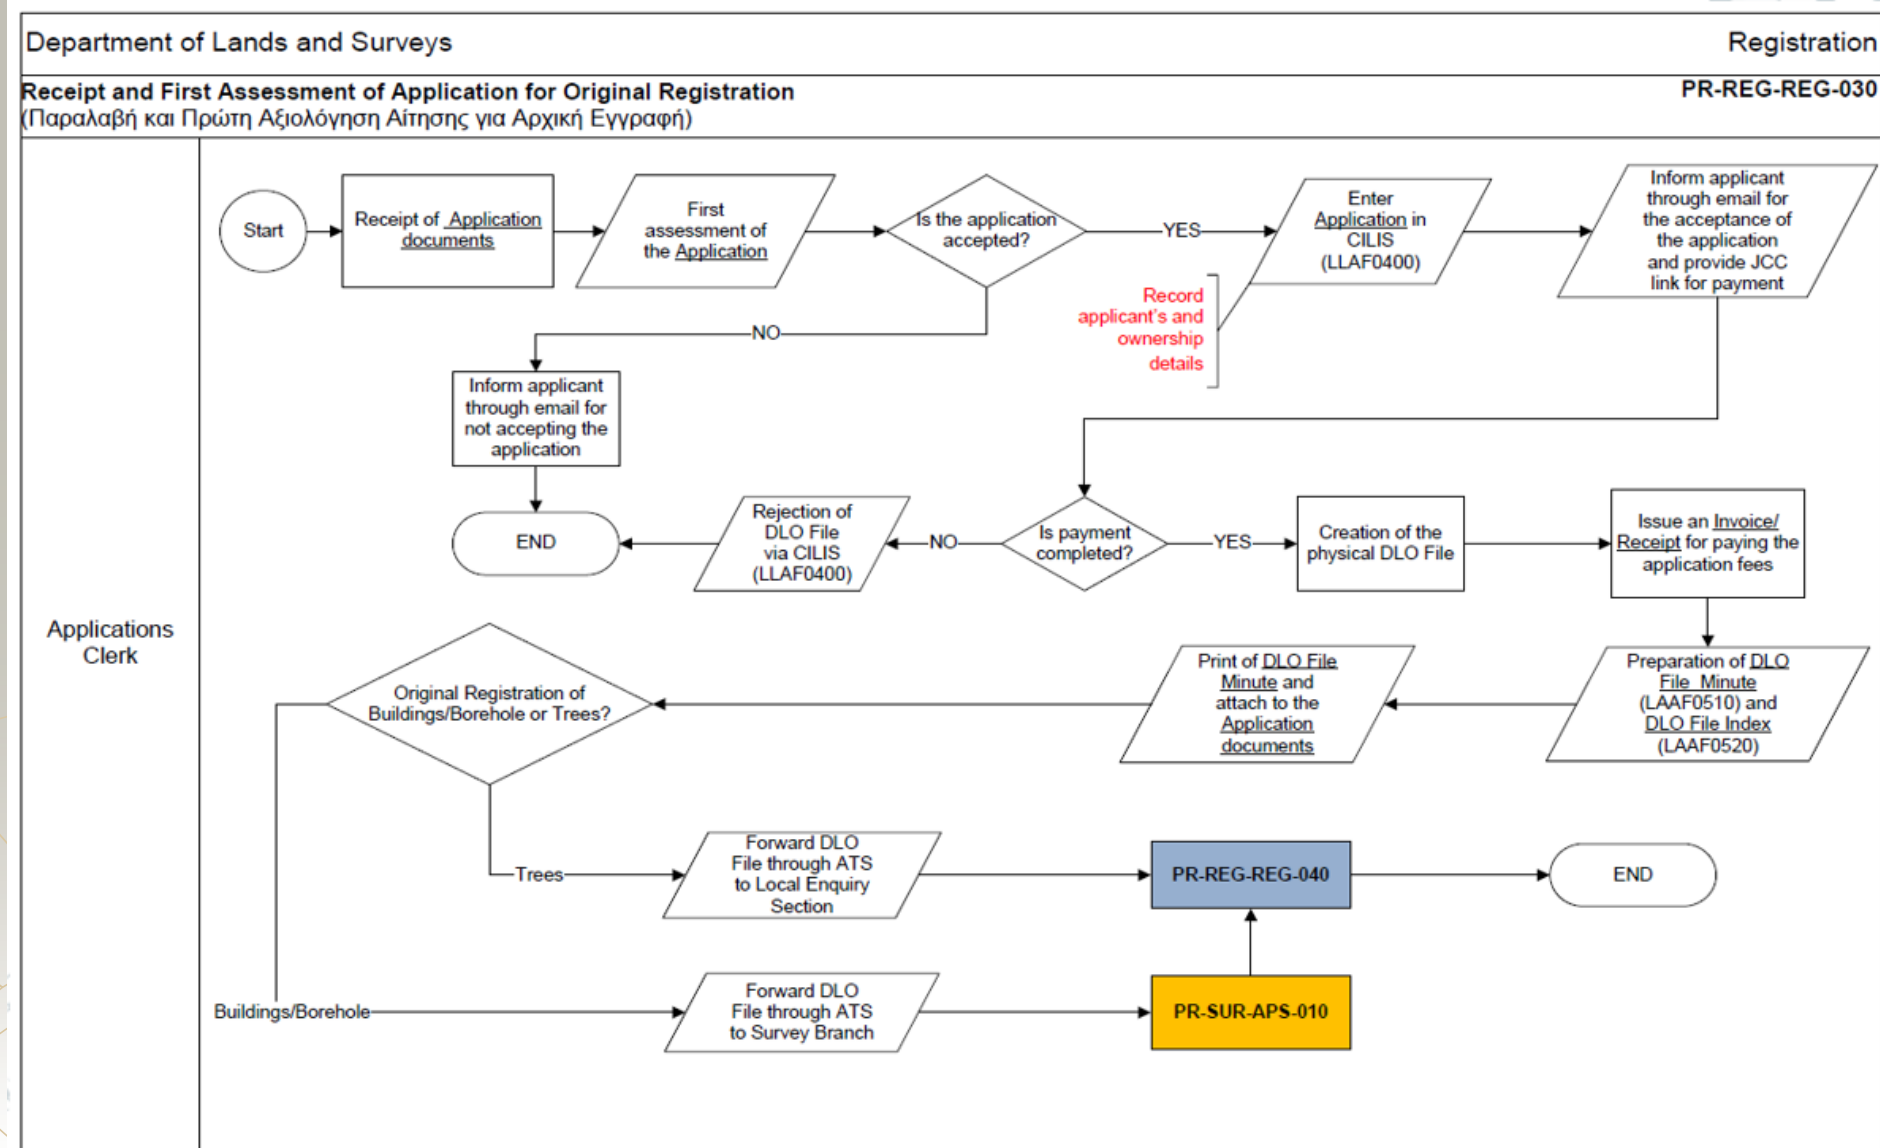 Department of Lands and Surveys
Registration
Receipt and First Assessment of Application for Original Registration
PR-REG-REG-030
(Παραλαβή και Πρώτη Αξιολόγηση Αίτησης για Αρχική Εγγραφή)
Applications
Clerk
Start
Receipt of Application
documents
First
assessment of
the Application
Is the application
accepted?
YES
Enter
Application in
CILIS
(LLAF0400)
Inform applicant
through email for
the acceptance of
the application
and provide JCC
link for payment
Record
applicant's and
ownership
details
NO
Inform applicant
through email for
not accepting the
application
END
Rejection of
DLO File
via CILIS
(LLAF0400)
NO
Is payment
completed?
YES
Creation of the
physical DLO File
Issue an Invoice/
Receipt for paying the
application fees
Original Registration of
Buildings/Borehole or Trees?
Print of DLO File
Minute and
attach to the
Application
documents
Preparation of DLO
File Minute
(LAAF0510) and
DLO File Index
(LAAF0520)
Trees
Forward DLO
File through ATS
to Local Enquiry
Section
PR-REG-REG-040
END
Buildings/Borehole
Forward DLO
File through ATS
to Survey Branch
PR-SUR-APS-010